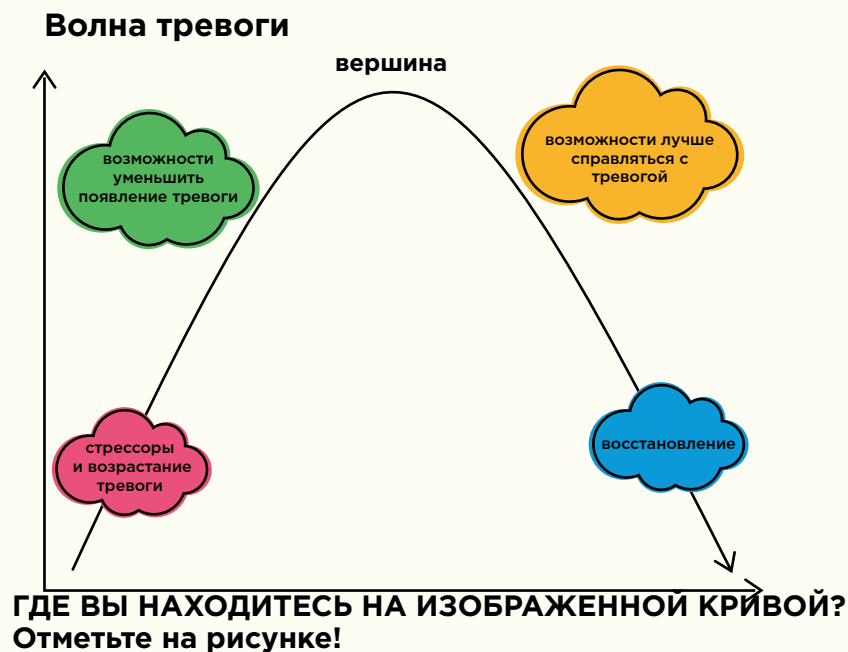 Волна тревоги
вершина
возможности
уменьшить
появление тревоги
возможности лучше
справляться с
тревогой
стрессоры
и возрастание
тревоги
восстановление
ГДЕ ВЫ НАХОДИТЕСЬ НА ИЗОБРАЖЕННОЙ КРИВОЙ?
Отметьте на рисунке!